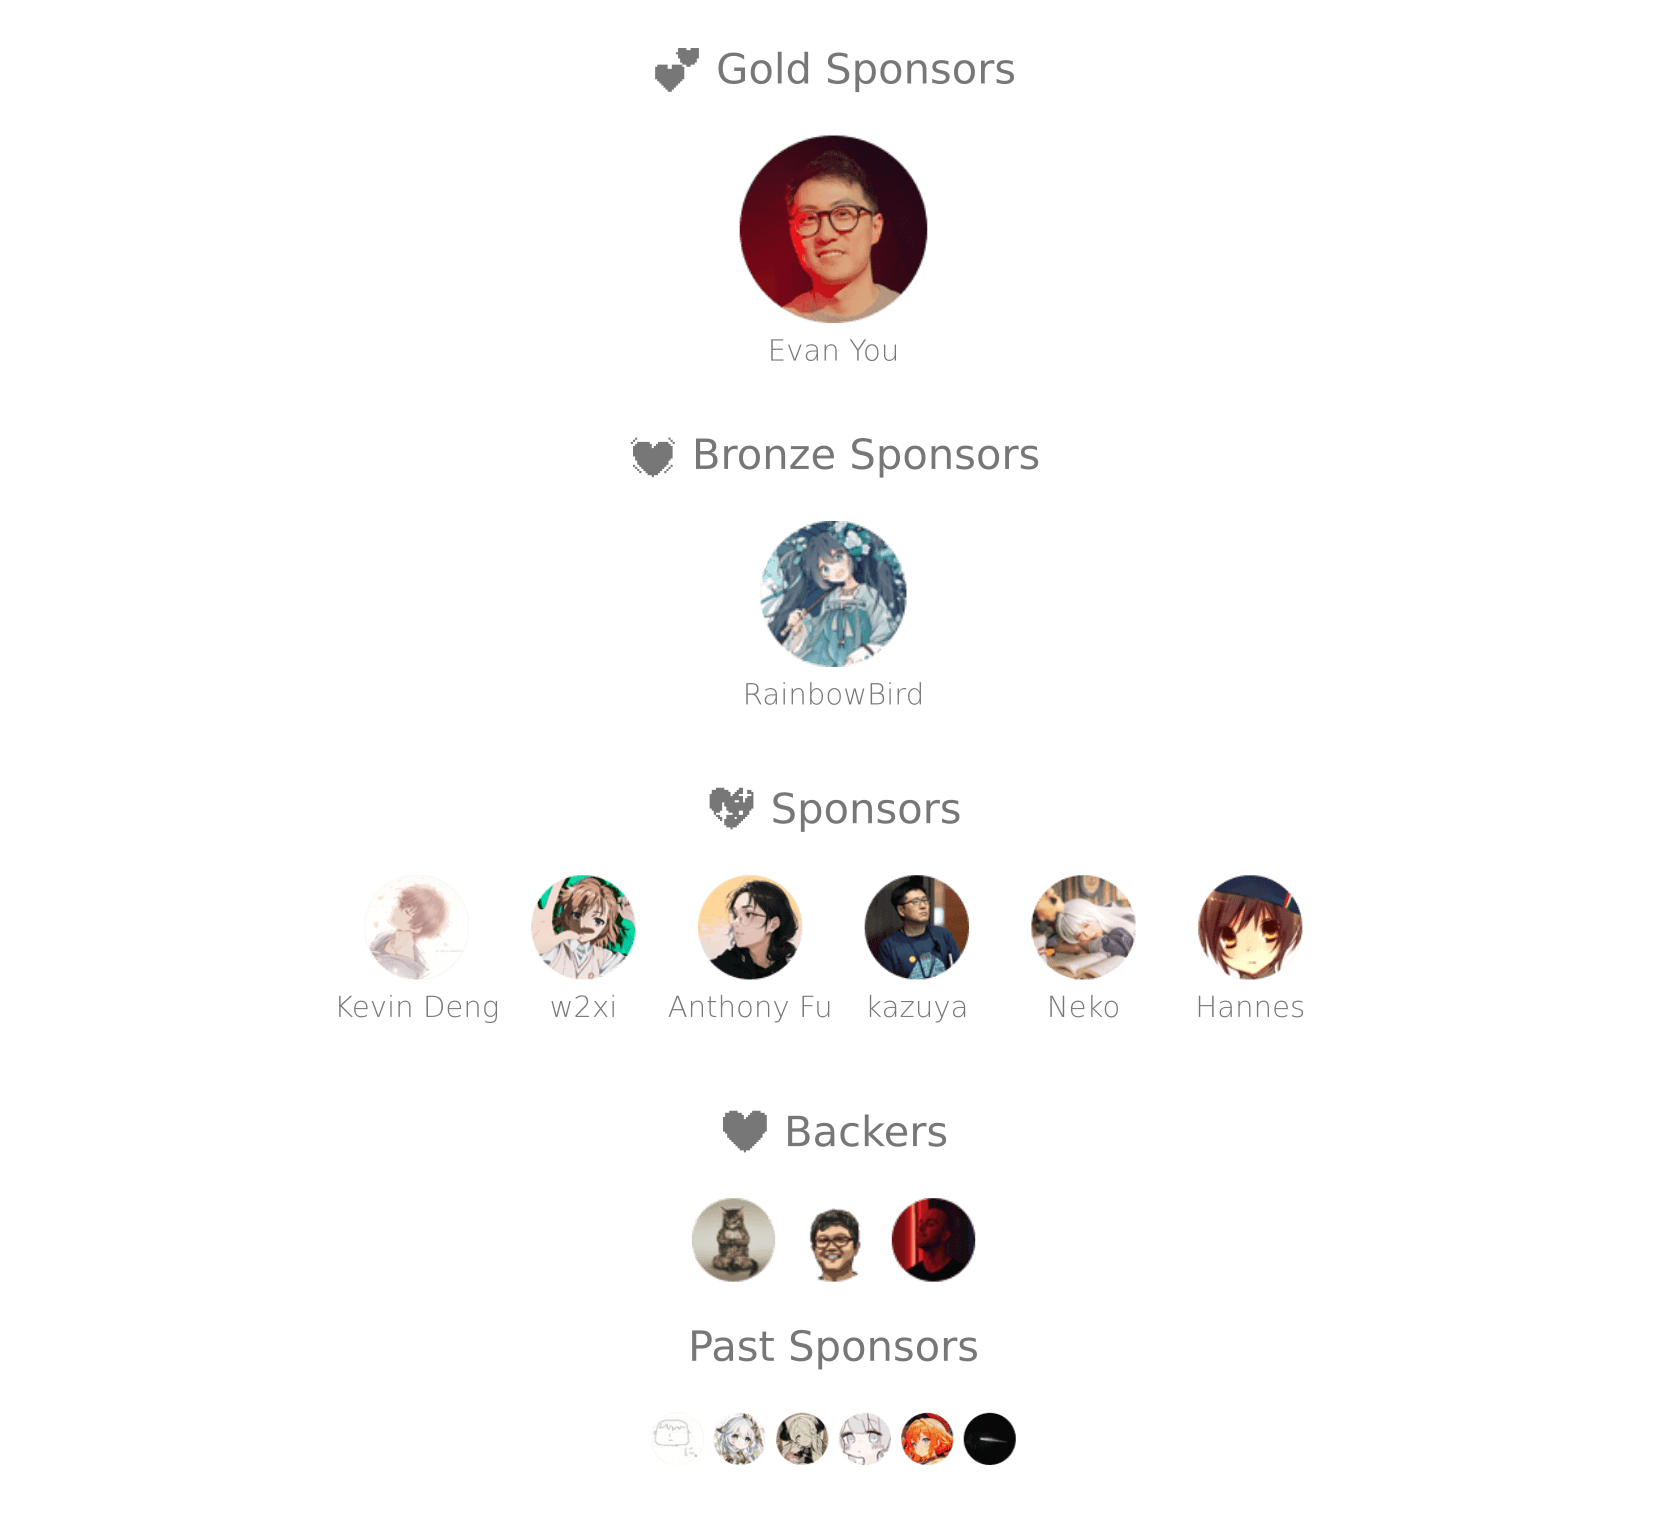 Gold Sponsors
Evan You
Bronze Sponsors
RainbowBird
Sponsors
Kevin Deng w2xi Anthony Fu kazuya Neko Hannes
Backers
Past Sponsors